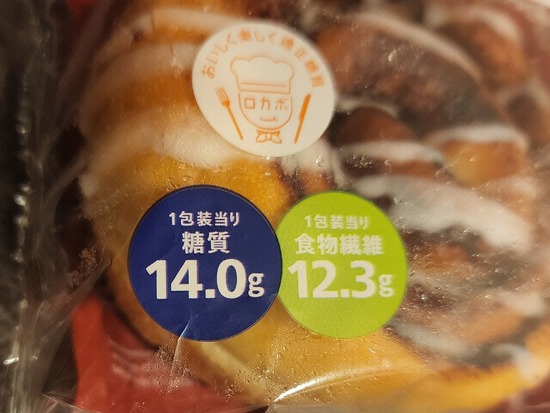 おいしく楽しく適正糖質
ロカボ
1包装当り
糖質
14.0g
1包装当り
食物繊維
12.3g